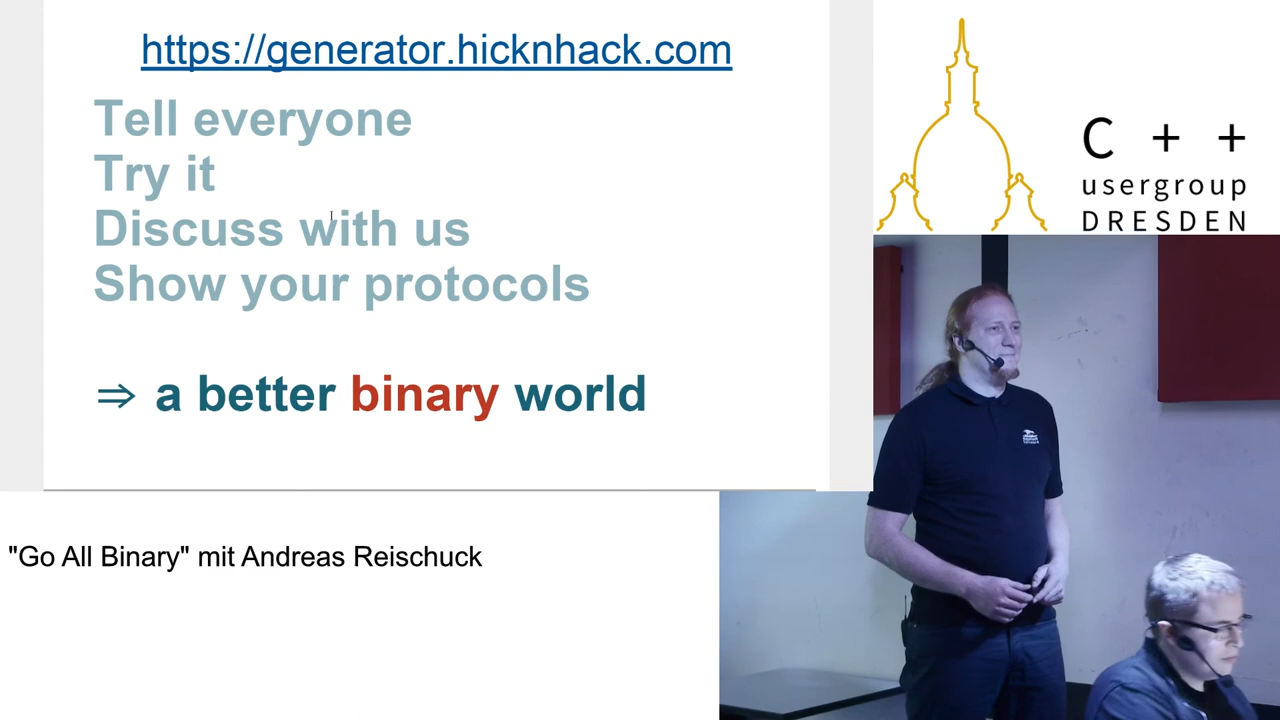 https://generator.hicknhack.com
Tell everyone
Try it
Discuss with us
Show your protocols
⇒ a better binary world
C + +
usergroup
DRESDEN
"Go All Binary" mit Andreas Reischuck